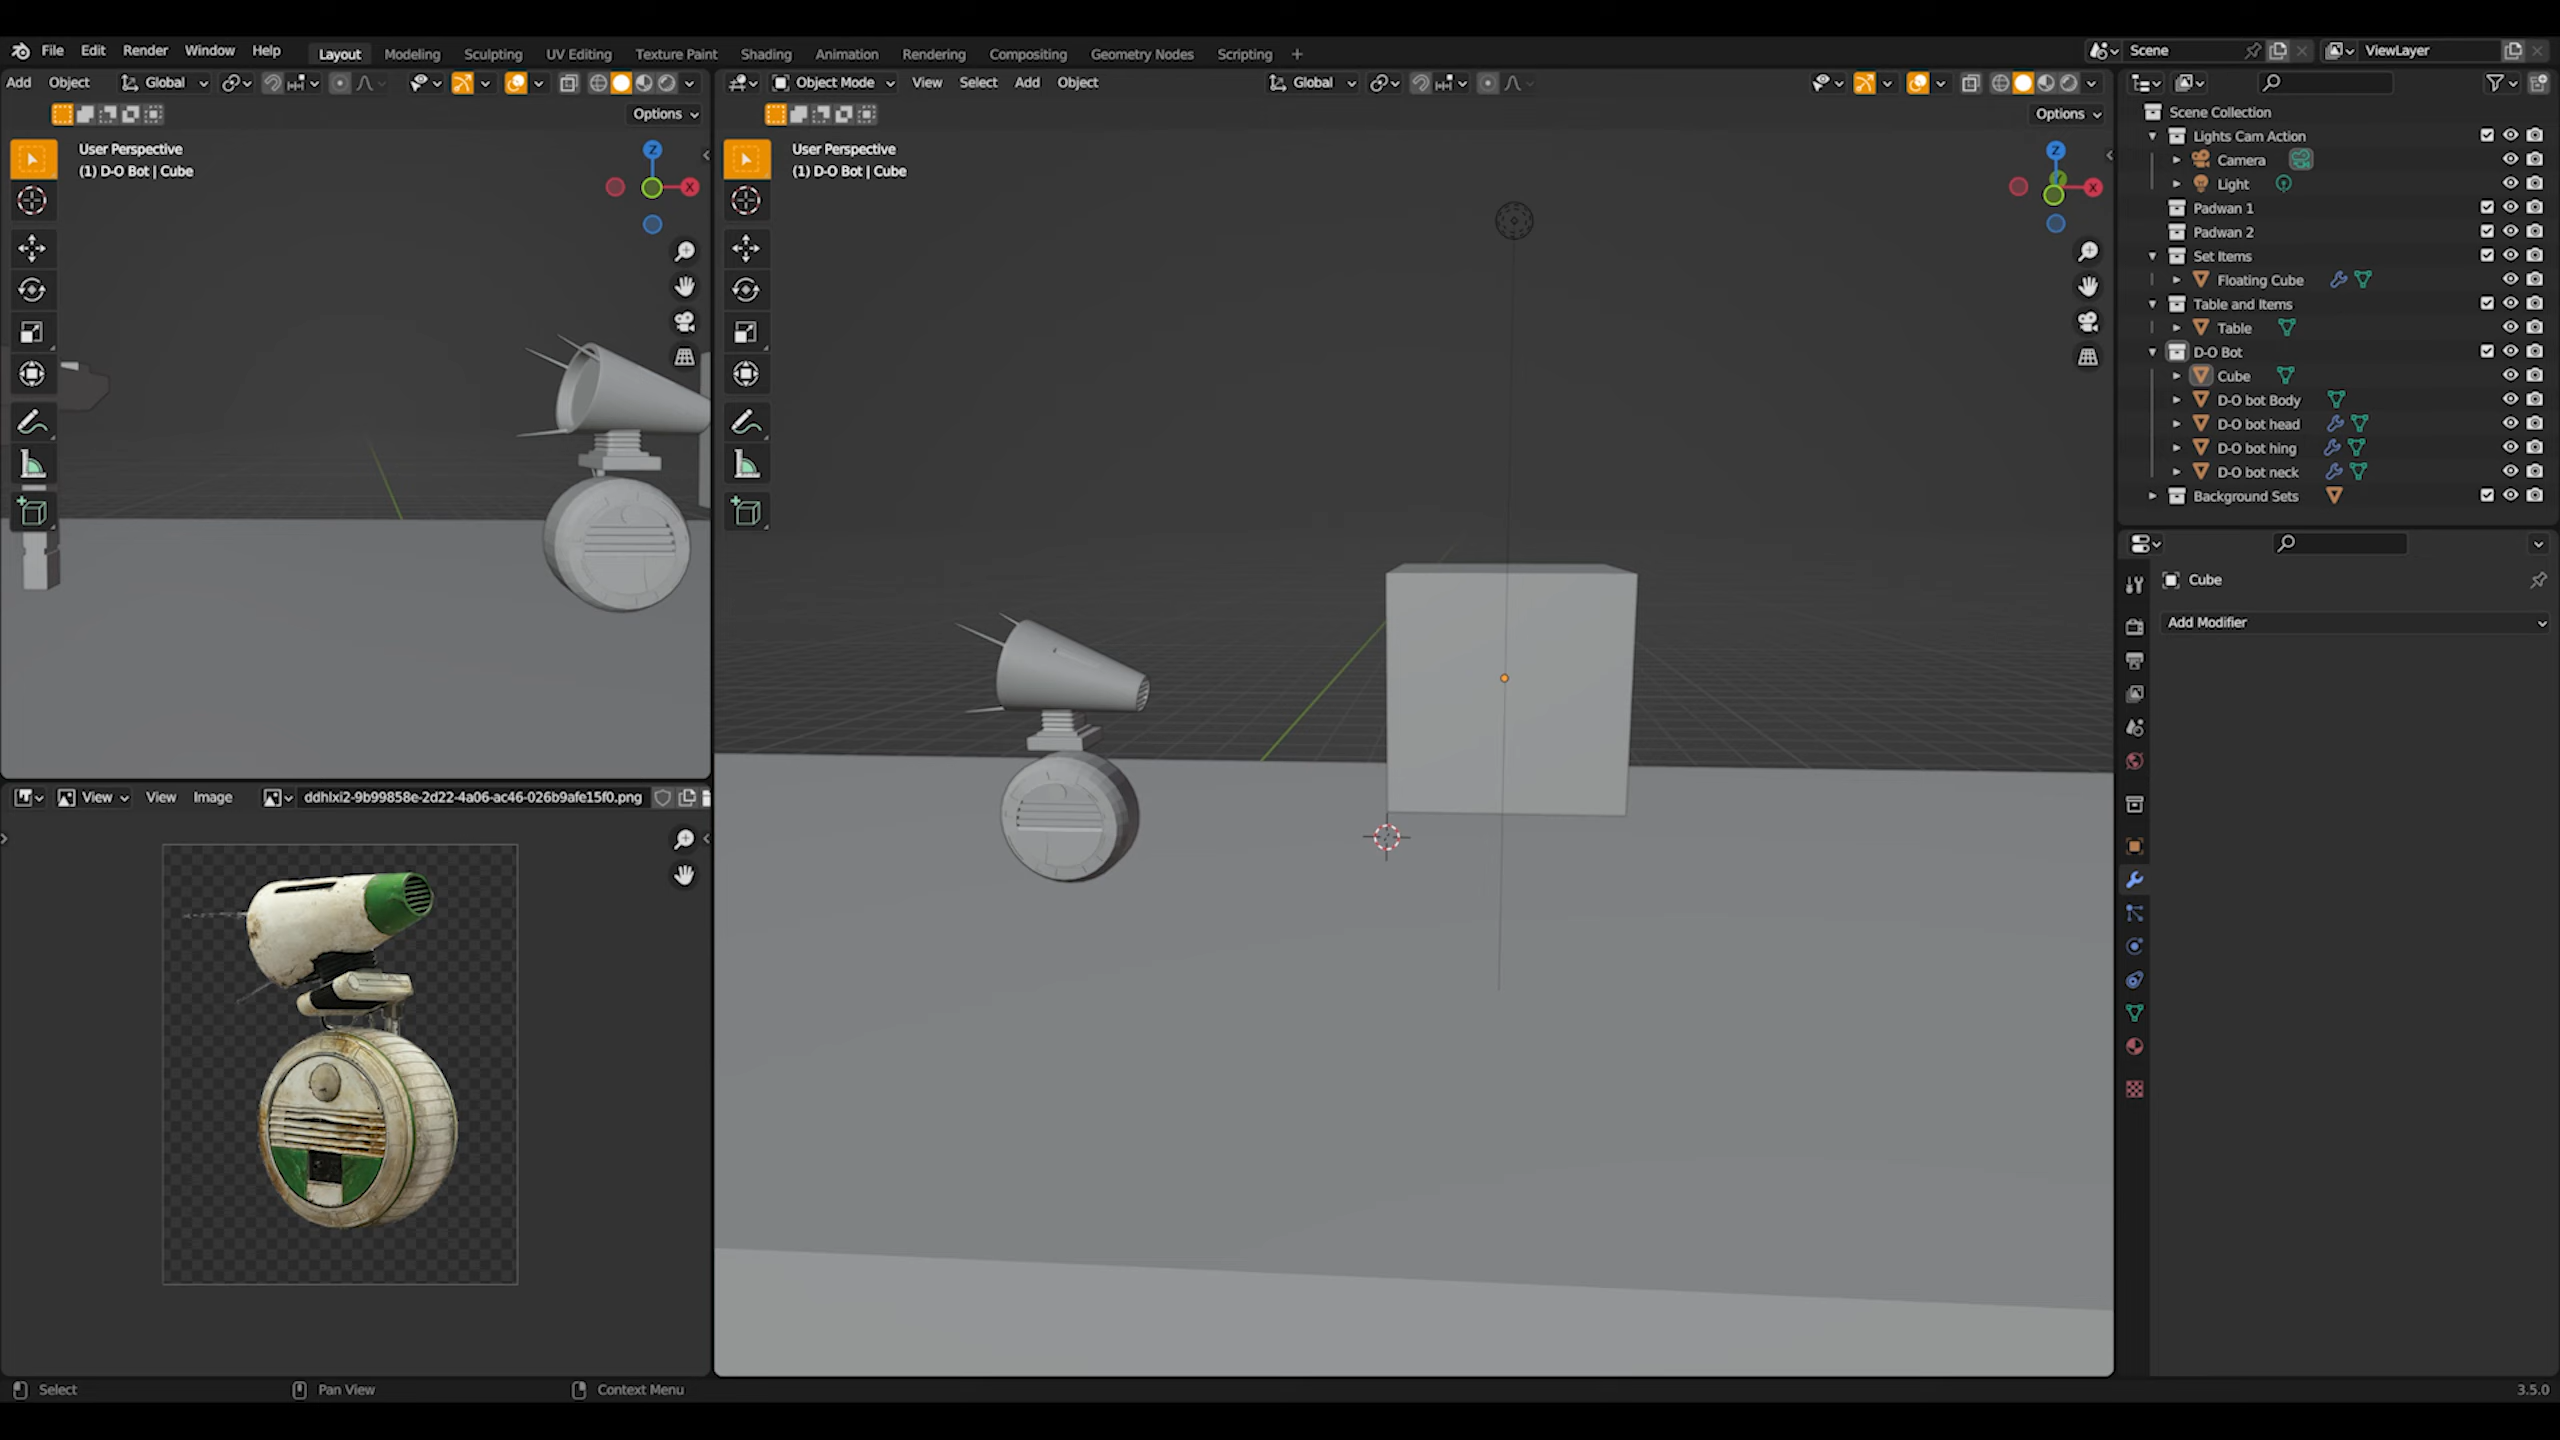 File Edit Render Window Help Layout Modeling Sculpting UV Editing Texture Paint Shading Animation Rendering Compositing Geometry Nodes Scripting + Scene ViewLayer
Add Object Global
Object Mode View Select Add Object Global
Options
Options
User Perspective
(1) D-O Bot | Cube
User Perspective
(1) D-O Bot | Cube
Z
X
Z
X
Scene Collection
Lights Cam Action
Camera
Light
Padwan 1
Padwan 2
Set Items
Floating Cube
Table and Items
Table
D-O Bot
Cube
D-O bot Body
D-O bot head
D-O bot hing
D-O bot neck
Background Sets
Cube
Add Modifier
View View Image ddhlxi2-9b99858e-2d22-4a06-ac46-026b9afe15f0.png
Select Pan View Context Menu 3.5.0